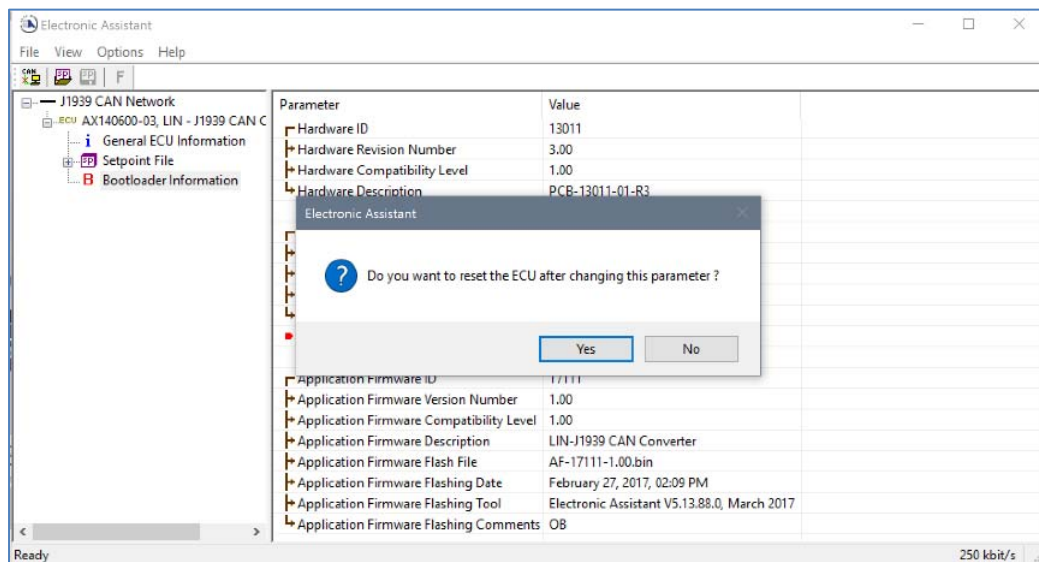 Electronic Assistant
File View Options Help
CAN PP PP F
J1939 CAN Network
ECU AX140600-03, LIN - J1939 CAN C
i General ECU Information
SP Setpoint File
B Bootloader Information
Parameter Value
Hardware ID 13011
Hardware Revision Number 3.00
Hardware Compatibility Level 1.00
Hardware Description PCB-13011-01-R3
Electronic Assistant
? Do you want to reset the ECU after changing this parameter ?
Yes No
Application Firmware ID 17111
Application Firmware Version Number 1.00
Application Firmware Compatibility Level 1.00
Application Firmware Description LIN-J1939 CAN Converter
Application Firmware Flash File AF-17111-1.00.bin
Application Firmware Flashing Date February 27, 2017, 02:09 PM
Application Firmware Flashing Tool Electronic Assistant V5.13.88.0, March 2017
Application Firmware Flashing Comments OB
Ready 250 kbit/s